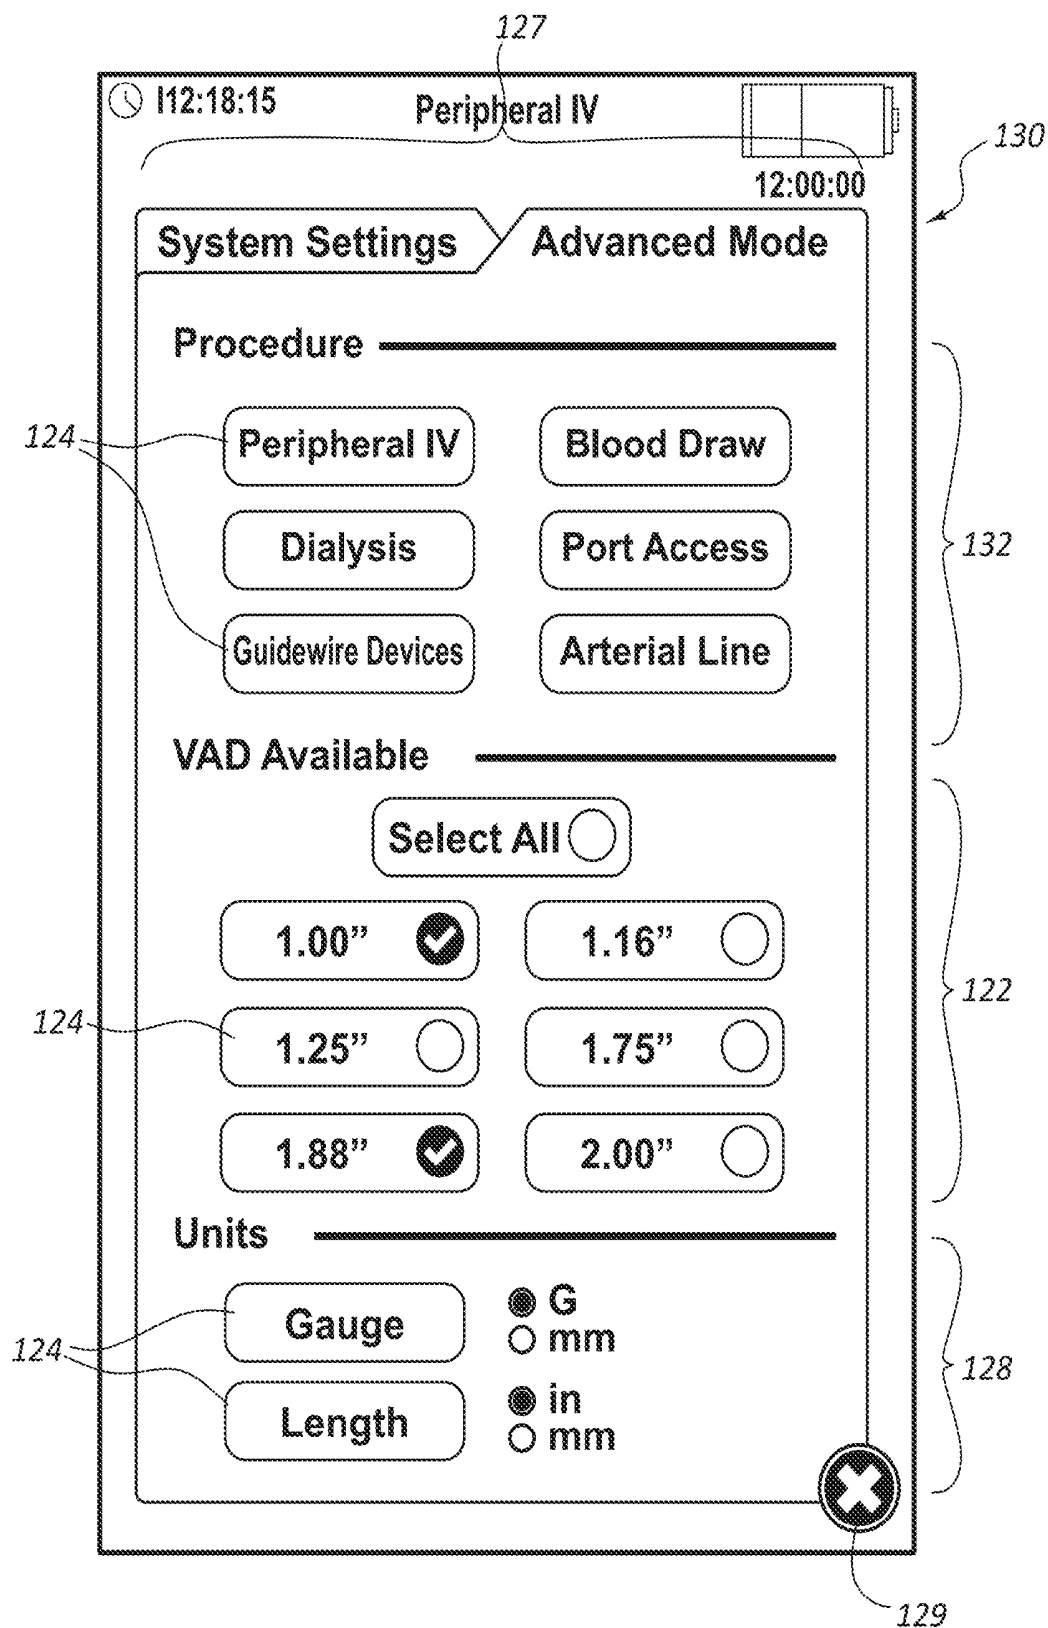 127
I12:18:15
Peripheral IV
130
12:00:00
System Settings Advanced Mode
Procedure
124
Peripheral IV Blood Draw
Dialysis Port Access
132
Guidewire Devices Arterial Line
VAD Available
Select All
1.00” 1.16”
122
124
1.25” 1.75”
1.88” 2.00”
Units
Gauge
G
mm
124
128
Length
in
mm
129